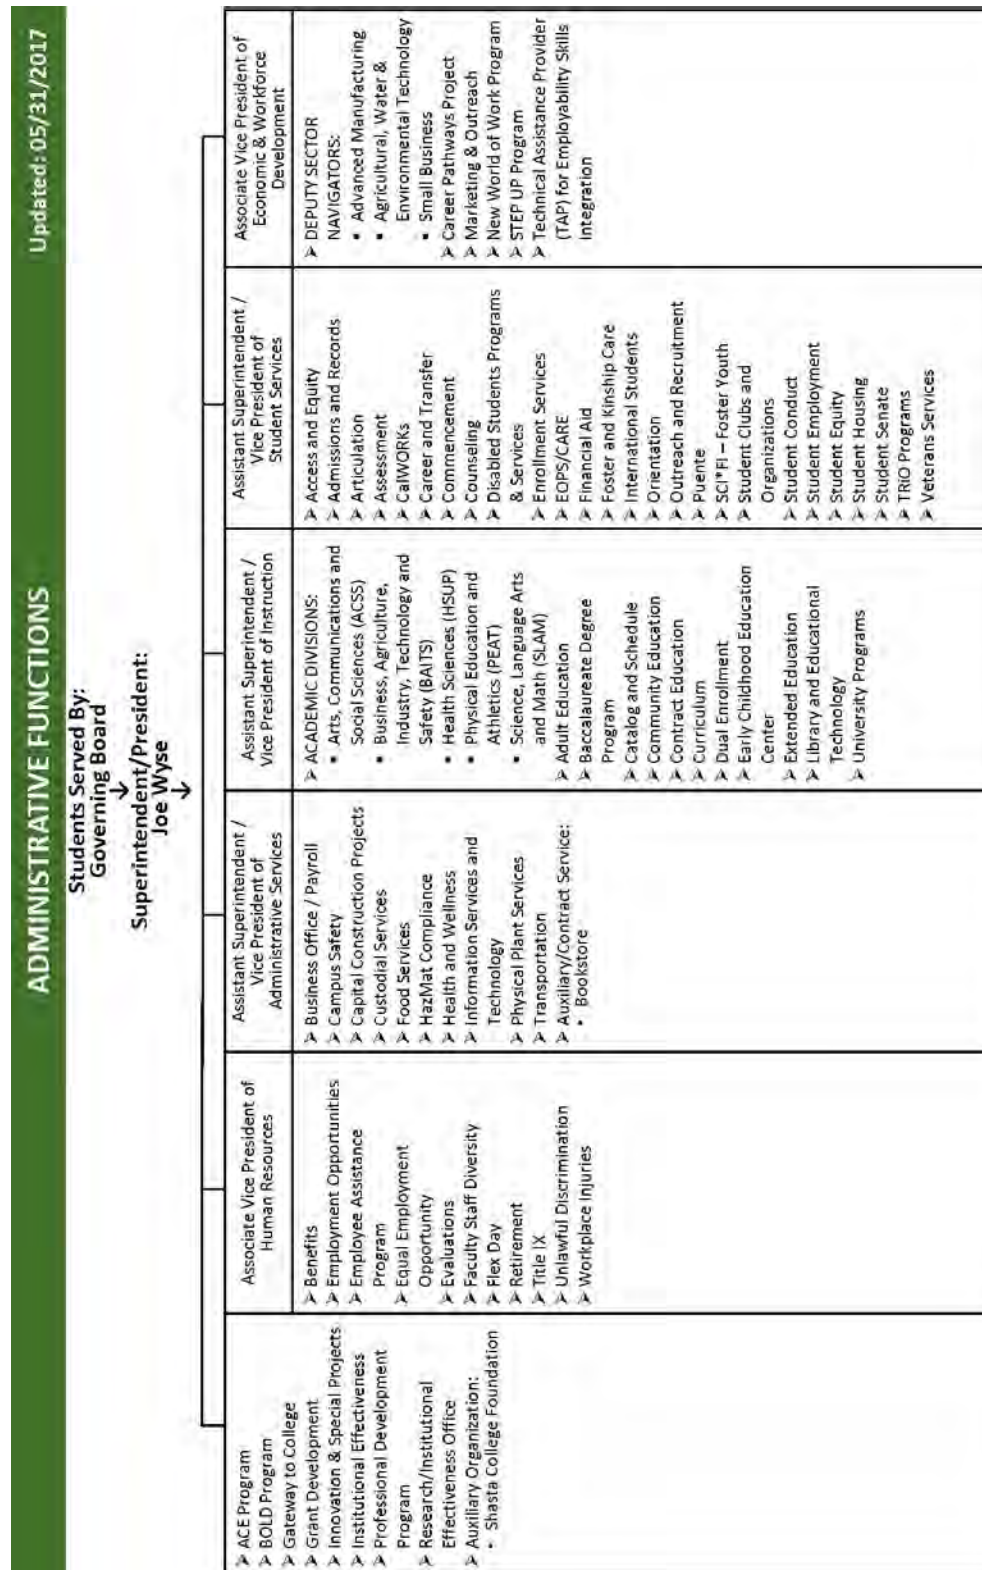 ADMINISTRATIVE FUNCTIONS
Updated: 05/31/2017
Students Served By:
Governing Board
Superintendent/President:
Joe Wyse
➢ ACE Program
➢ BOLD Program
➢ Gateway to College
➢ Grant Development
➢ Innovation & Special Projects
➢ Institutional Effectiveness
➢ Professional Development
Program
➢ Research/Institutional
Effectiveness Office
➢ Auxiliary Organization:
• Shasta College Foundation
Associate Vice President of
Human Resources
➢ Benefits
➢ Employment Opportunities
➢ Employee Assistance
Program
➢ Equal Employment
Opportunity
➢ Evaluations
➢ Faculty Staff Diversity
➢ Flex Day
➢ Retirement
➢ Title IX
➢ Unlawful Discrimination
➢ Workplace Injuries
Assistant Superintendent /
Vice President of
Administrative Services
➢ Business Office / Payroll
➢ Campus Safety
➢ Capital Construction Projects
➢ Custodial Services
➢ Food Services
➢ HazMat Compliance
➢ Health and Wellness
➢ Information Services and
Technology
➢ Physical Plant Services
➢ Transportation
➢ Auxiliary/Contract Service:
• Bookstore
Assistant Superintendent /
Vice President of Instruction
➢ ACADEMIC DIVISIONS:
• Arts, Communications and
Social Sciences (ACSS)
• Business, Agriculture,
Industry, Technology and
Safety (BAITS)
• Health Sciences (HSUP)
• Physical Education and
Athletics (PEAT)
• Science, Language Arts
and Math (SLAM)
➢ Adult Education
➢ Baccalaureate Degree
Program
➢ Catalog and Schedule
➢ Community Education
➢ Contract Education
➢ Curriculum
➢ Dual Enrollment
➢ Early Childhood Education
Center
➢ Extended Education
➢ Library and Educational
Technology
➢ University Programs
Assistant Superintendent /
Vice President of
Student Services
➢ Access and Equity
➢ Admissions and Records
➢ Articulation
➢ Assessment
➢ CalWORKs
➢ Career and Transfer
➢ Commencement
➢ Counseling
➢ Disabled Students Programs
& Services
➢ Enrollment Services
➢ EOPS/CARE
➢ Financial Aid
➢ Foster and Kinship Care
➢ International Students
➢ Orientation
➢ Outreach and Recruitment
➢ Puente
➢ SCI*FI – Foster Youth
➢ Student Clubs and
Organizations
➢ Student Conduct
➢ Student Employment
➢ Student Equity
➢ Student Housing
➢ Student Senate
➢ TRiO Programs
➢ Veterans Services
Associate Vice President of
Economic & Workforce
Development
➢ DEPUTY SECTOR
NAVIGATORS:
• Advanced Manufacturing
• Agricultural, Water &
Environmental Technology
• Small Business
➢ Career Pathways Project
➢ Marketing & Outreach
➢ New World of Work Program
➢ STEP UP Program
➢ Technical Assistance Provider
(TAP) for Employability Skills
Integration